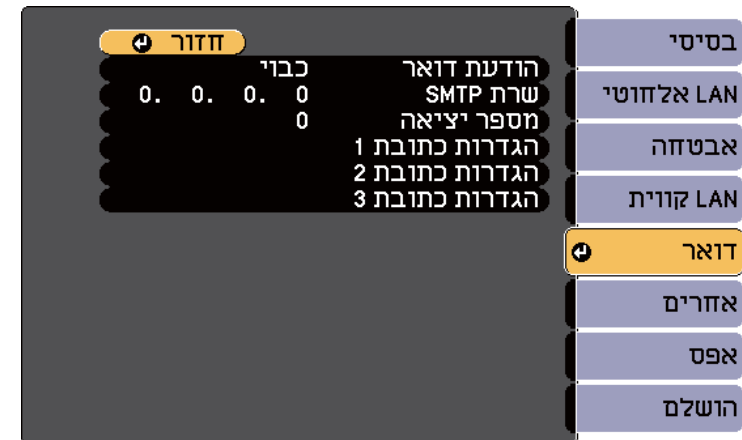 בסיסי
LAN אלחוטי
אבטחה
LAN קווית
דואר
אחרים
אפס
הושלם
חזור
הודעת דואר כבוי
שרת SMTP 0. 0. 0. 0
מספר יציאה 0
הגדרות כתובת 1
הגדרות כתובת 2
הגדרות כתובת 3